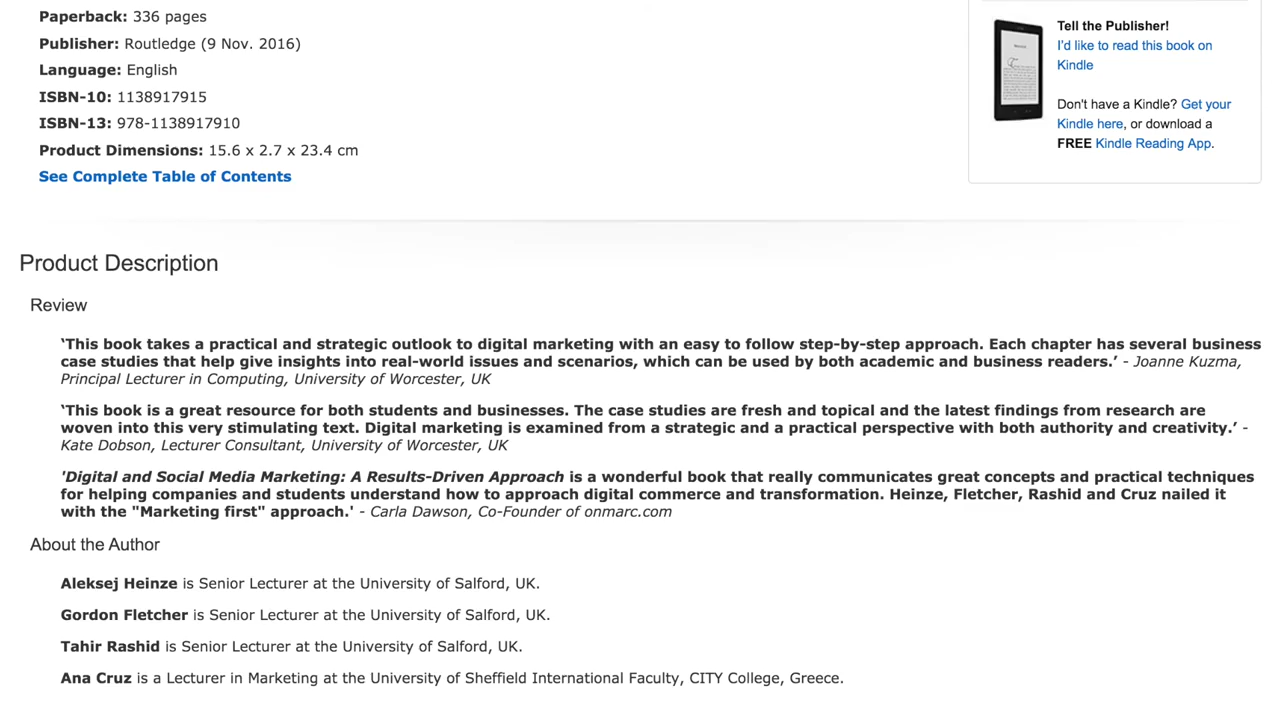 Paperback: 336 pages
Publisher: Routledge (9 Nov. 2016)
Language: English
ISBN-10: 1138917915
ISBN-13: 978-1138917910
Product Dimensions: 15.6 x 2.7 x 23.4 cm
See Complete Table of Contents
Tell the Publisher!
I'd like to read this book on
Kindle
Don't have a Kindle? Get your
Kindle here, or download a
FREE Kindle Reading App.
Product Description
Review
‘This book takes a practical and strategic outlook to digital marketing with an easy to follow step-by-step approach. Each chapter has several business
case studies that help give insights into real-world issues and scenarios, which can be used by both academic and business readers.’ - Joanne Kuzma,
Principal Lecturer in Computing, University of Worcester, UK
‘This book is a great resource for both students and businesses. The case studies are fresh and topical and the latest findings from research are
woven into this very stimulating text. Digital marketing is examined from a strategic and a practical perspective with both authority and creativity.’ -
Kate Dobson, Lecturer Consultant, University of Worcester, UK
'Digital and Social Media Marketing: A Results-Driven Approach is a wonderful book that really communicates great concepts and practical techniques
for helping companies and students understand how to approach digital commerce and transformation. Heinze, Fletcher, Rashid and Cruz nailed it
with the "Marketing first" approach.' - Carla Dawson, Co-Founder of onmarc.com
About the Author
Aleksej Heinze is Senior Lecturer at the University of Salford, UK.
Gordon Fletcher is Senior Lecturer at the University of Salford, UK.
Tahir Rashid is Senior Lecturer at the University of Salford, UK.
Ana Cruz is a Lecturer in Marketing at the University of Sheffield International Faculty, CITY College, Greece.